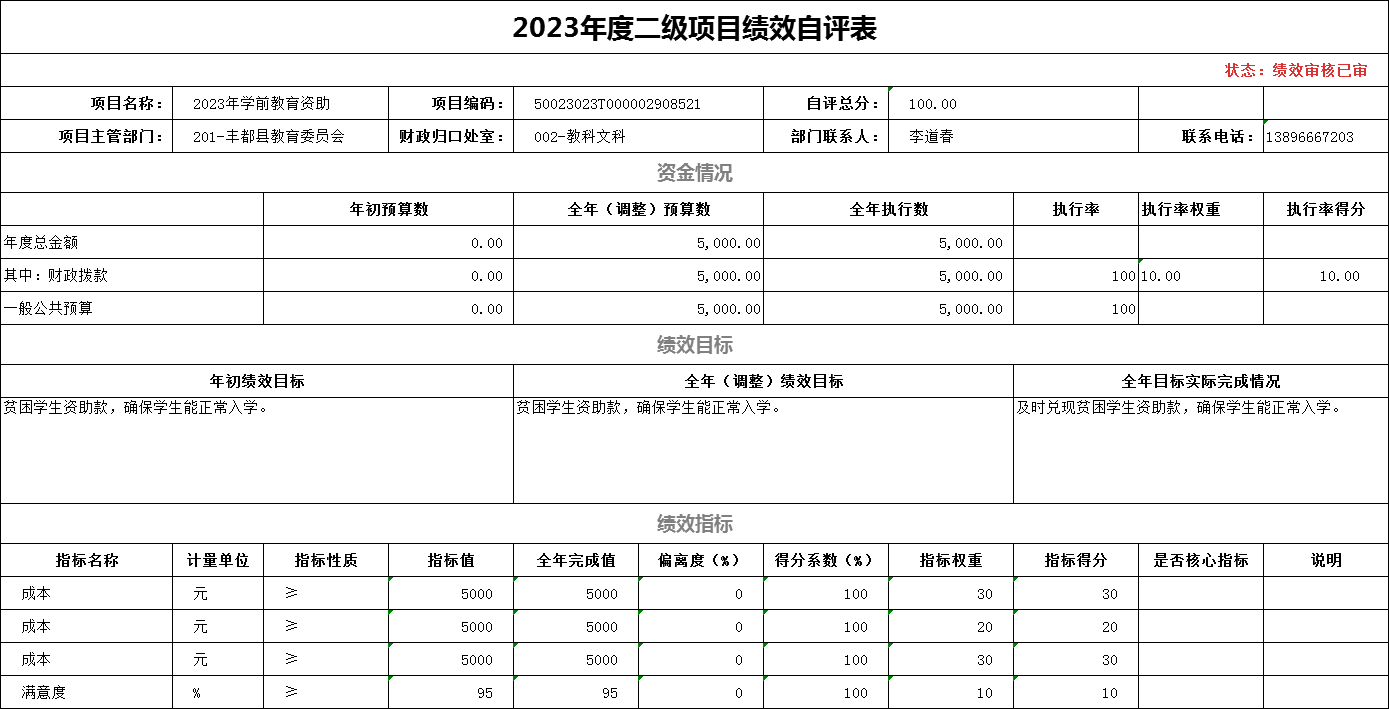 2023年度二级项目绩效自评表
状态：绩效审核已审
项目名称： 2023年学前教育资助 项目编码： 50023023T000002908521 自评总分： 100.00
项目主管部门： 201-丰都县教育委员会 财政归口处室： 002-教科文科 部门联系人： 李道春 联系电话： 13896667203
资金情况
年初预算数 全年（调整）预算数 全年执行数 执行率 执行率权重 执行率得分
年度总金额 0.00 5,000.00 5,000.00
其中：财政拨款 0.00 5,000.00 5,000.00 100 10.00 10.00
一般公共预算 0.00 5,000.00 5,000.00 100
绩效目标
年初绩效目标 全年（调整）绩效目标 全年目标实际完成情况
贫困学生资助款，确保学生能正常入学。 贫困学生资助款，确保学生能正常入学。 及时兑现贫困学生资助款，确保学生能正常入学。
绩效指标
指标名称 计量单位 指标性质 指标值 全年完成值 偏离度（%） 得分系数（%） 指标权重 指标得分 是否核心指标 说明
成本 元 ≥ 5000 5000 0 100 30 30
成本 元 ≥ 5000 5000 0 100 20 20
成本 元 ≥ 5000 5000 0 100 30 30
满意度 % ≥ 95 95 0 100 10 10